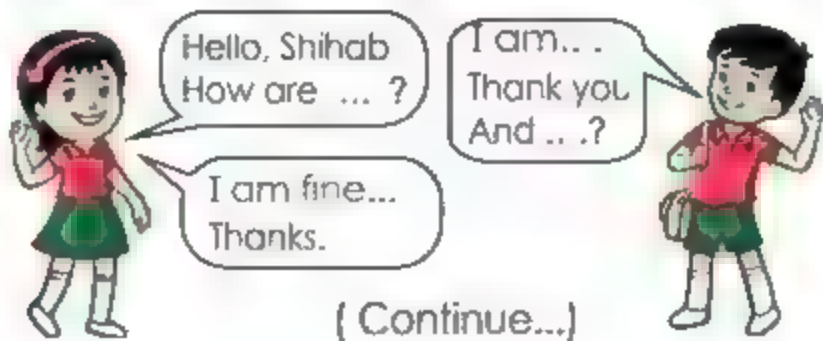 Hello, Shihab
How are ... ?
I am.. .
Thank you
And .. .?
I am fine...
Thanks.
( Continue...)